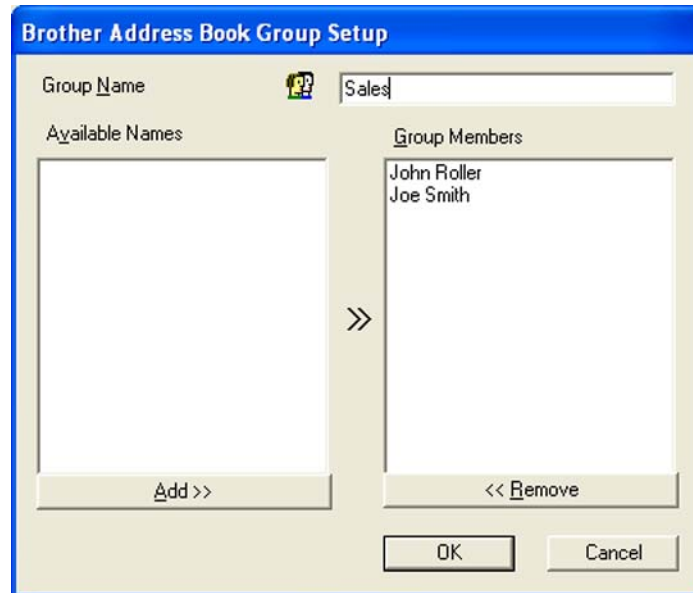 Brother Address Book Group Setup
Group Name
Sales
Available Names
Group Members
John Roller
Joe Smith
>>
Add >>
<< Remove
OK
Cancel